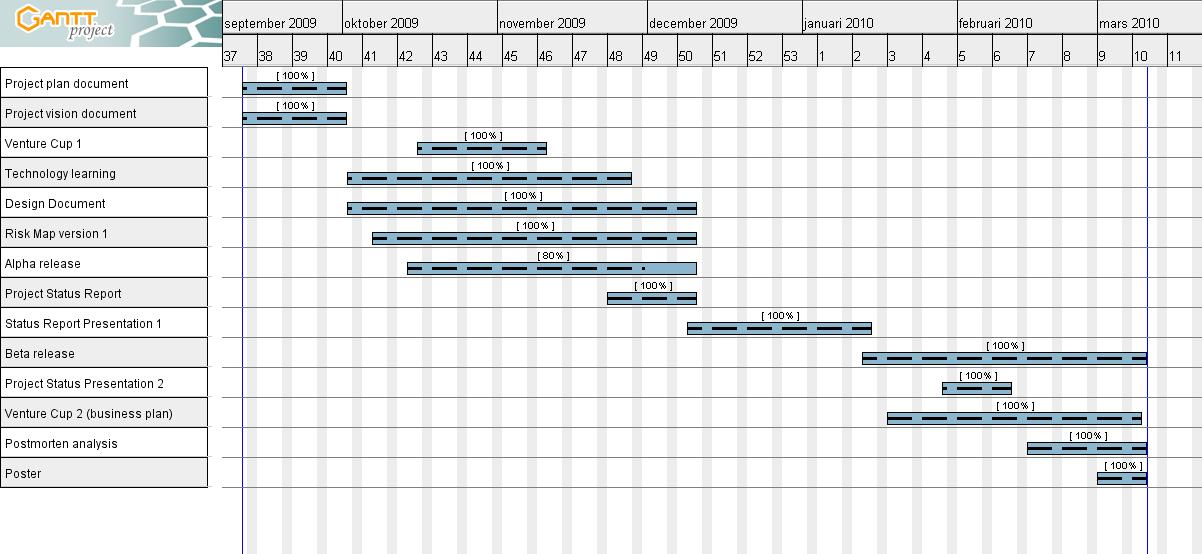 GANTT
project
september 2009 oktober 2009 november 2009 december 2009 januari 2010 februari 2010 mars 2010
37 38 39 40 41 42 43 44 45 46 47 48 49 50 51 52 53 1 2 3 4 5 6 7 8 9 10 11
Project plan document [ 100% ]
Project vision document [ 100% ]
Venture Cup 1 [ 100% ]
Technology learning [ 100% ]
Design Document [ 100% ]
Risk Map version 1 [ 100% ]
Alpha release [ 80% ]
Project Status Report [ 100% ]
Status Report Presentation 1 [ 100% ]
Beta release [ 100% ]
Project Status Presentation 2 [ 100% ]
Venture Cup 2 (business plan) [ 100% ]
Postmorten analysis [ 100% ]
Poster [ 100% ]